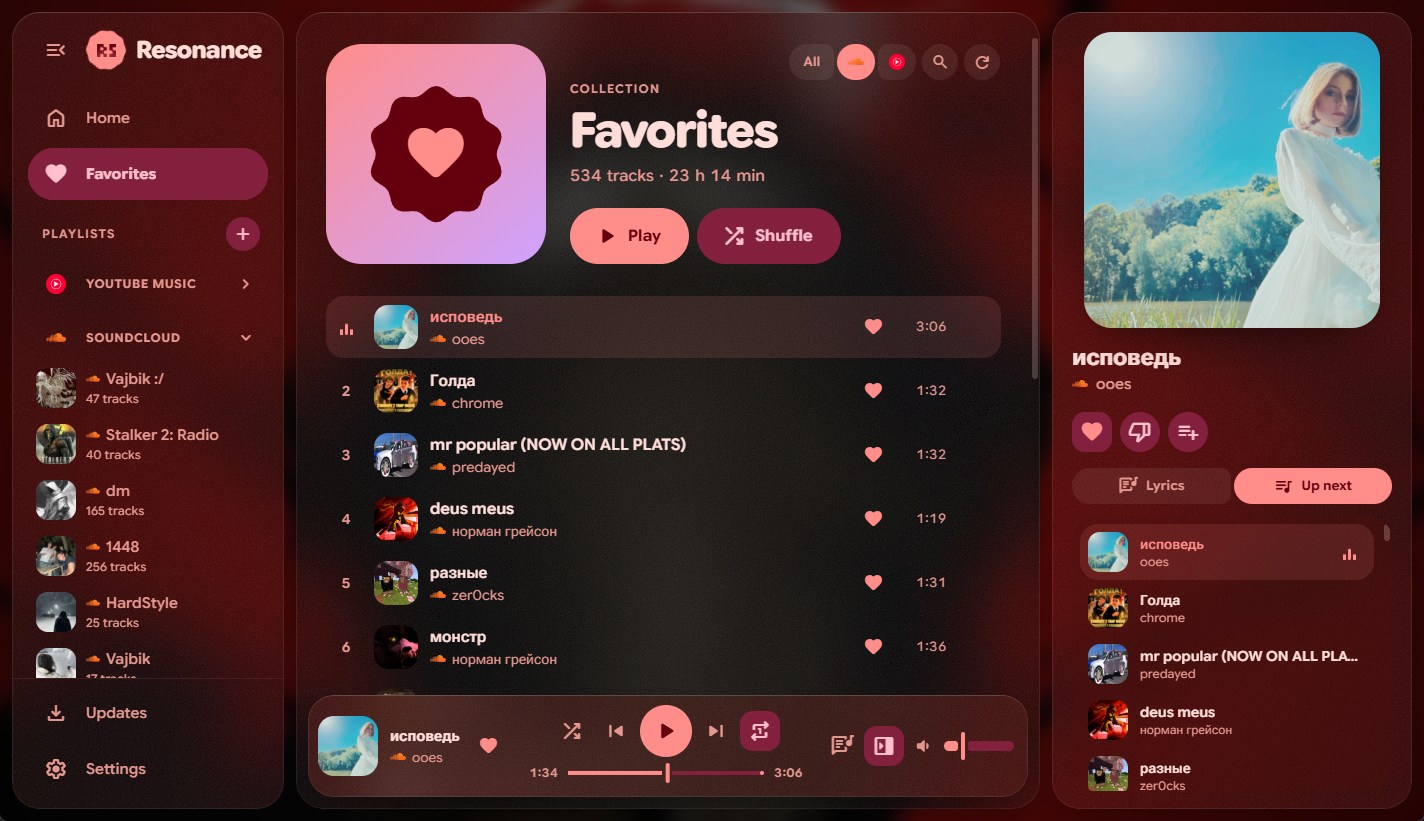 RS Resonance
Home
Favorites
PLAYLISTS
YOUTUBE MUSIC
SOUNDCLOUD
Vajbik :/
47 tracks
Stalker 2: Radio
40 tracks
dm
165 tracks
1448
256 tracks
HardStyle
25 tracks
Vajbik
17 tracks
Updates
Settings
All
COLLECTION
Favorites
534 tracks · 23 h 14 min
Play
Shuffle
исповедь
ooes
3:06
2
Голда
chrome
1:32
3
mr popular (NOW ON ALL PLATS)
predayed
1:32
4
deus meus
норман грейсон
1:19
5
разные
zer0cks
1:31
6
монстр
норман грейсон
1:36
исповедь
ooes
1:34
3:06
исповедь
ooes
Lyrics
Up next
исповедь
ooes
Голда
chrome
mr popular (NOW ON ALL PLA...
predayed
deus meus
норман грейсон
разные
zer0cks